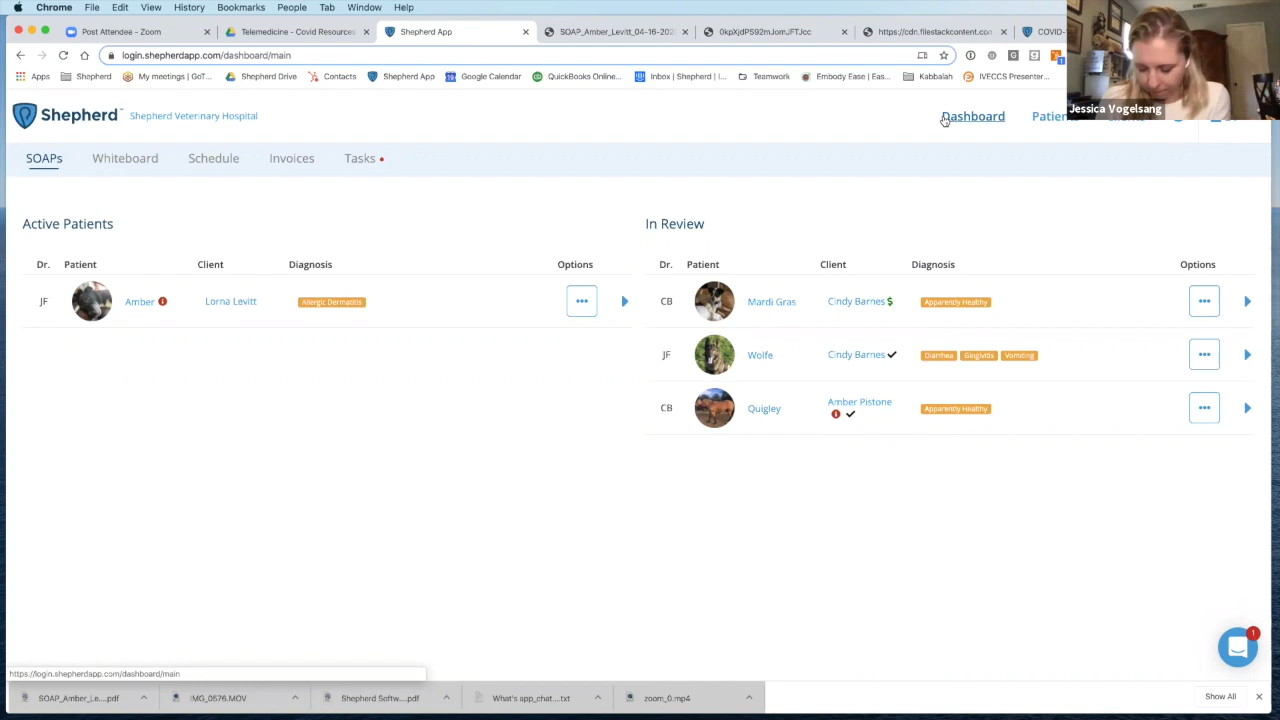 Chrome File Edit View History Bookmarks People Tab Window Help
Post Attendee - Zoom Telemedicine - Covid Resources Shepherd App SOAP_Amber_Levitt_04-16-202 0kpXjdPS92mJomJFTJcc https://cdn.filestackcontent.com COVID-
login.shepherdapp.com/dashboard/main
Apps Shepherd My meetings | GoT... Shepherd Drive Contacts Shepherd App Google Calendar QuickBooks Online... Inbox | Shepherd | I... Teamwork Embody Ease | Eas... Kabbalah IVECCS Presenter...
Jessica Vogelsang
Shepherd Shepherd Veterinary Hospital Dashboard Patien
SOAPs Whiteboard Schedule Invoices Tasks
Active Patients In Review
Dr. Patient Client Diagnosis Options Dr. Patient Client Diagnosis Options
JF Amber Lorna Levitt Allergic Dermatitis ••• CB Mardi Gras Cindy Barnes $ Apparently Healthy •••
JF Wolfe Cindy Barnes Diarrhea Gingivitis Vomiting •••
CB Quigley Amber Pistone Apparently Healthy •••
1
https://login.shepherdapp.com/dashboard/main
SOAP_Amber_Le....pdf IMG_0576.MOV Shepherd Softw....pdf What's app_chat....txt zoom_0.mp4 Show All